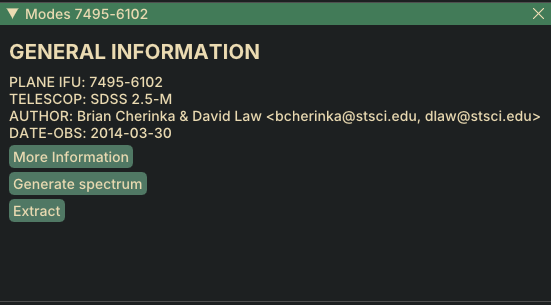 Modes 7495-6102
GENERAL INFORMATION
PLANE IFU: 7495-6102
TELESCOP: SDSS 2.5-M
AUTHOR: Brian Cherinka & David Law <bcherinka@stsci.edu, dlaw@stsci.edu>
DATE-OBS: 2014-03-30
More Information
Generate spectrum
Extract